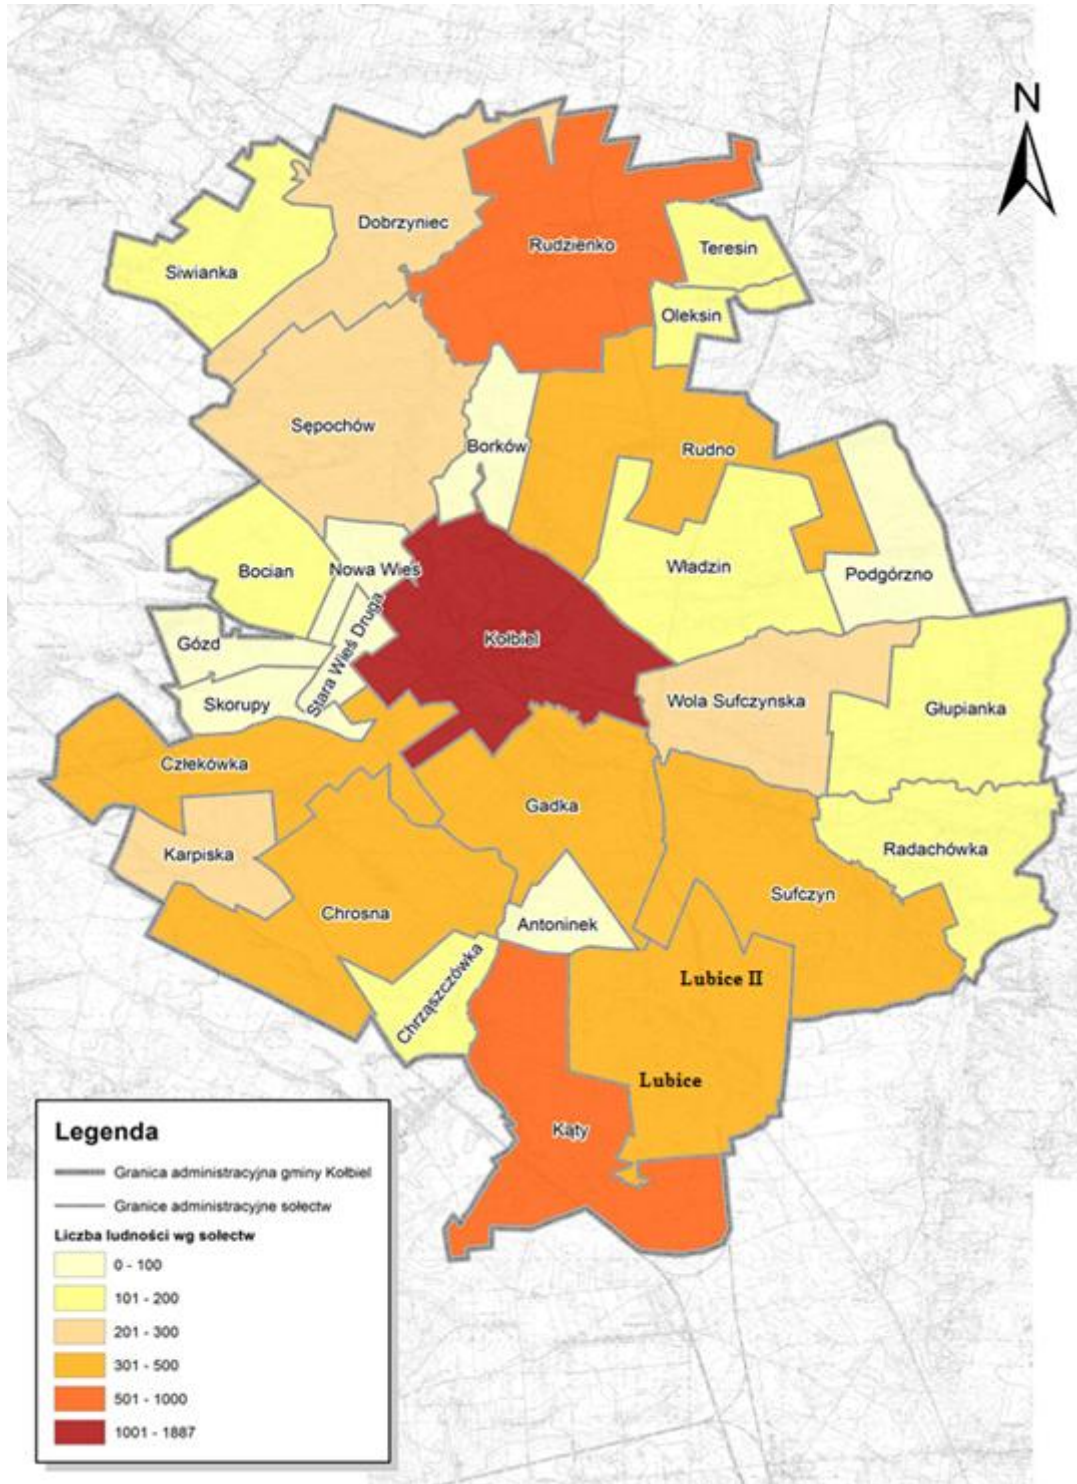 N
Dobrzyniec
Rudzienko
Teresin
Siwianka
Oleksin
Sępochów
Borków
Rudno
Bocian
Nowa Wieś
Władzin
Podgórzno
Gózd
Stara Wieś Druga
Kołbiel
Skorupy
Wola Sufczynska
Głupianka
Człekówka
Gadka
Karpiska
Radachówka
Chrosna
Sufczyn
Antoninek
Chrząszczówka
Lubice II
Lubice
Kąty
Legenda
Granica administracyjna gminy Kołbiel
Granice administracyjne sołectw
Liczba ludności wg sołectw
0 - 100
101 - 200
201 - 300
301 - 500
501 - 1000
1001 - 1887